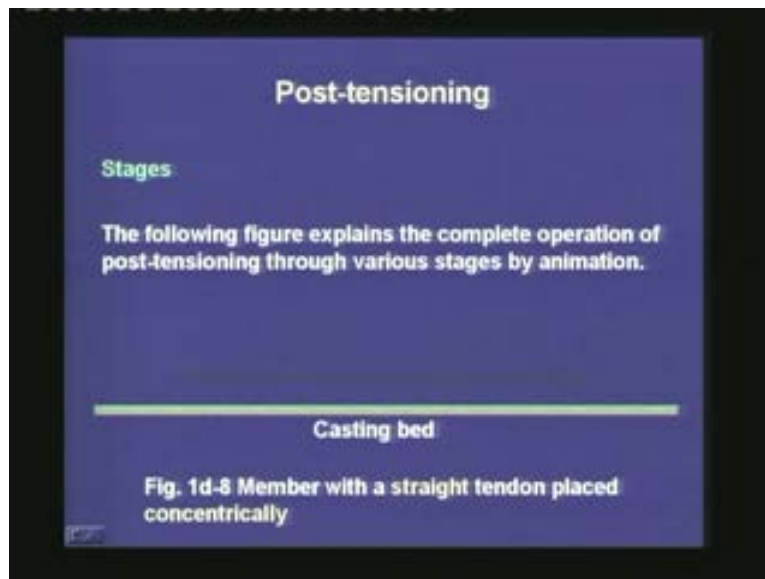 Post-tensioning
Stages
The following figure explains the complete operation of
post-tensioning through various stages by animation.
Casting bed
Fig. 1d-8 Member with a straight tendon placed
concentrically